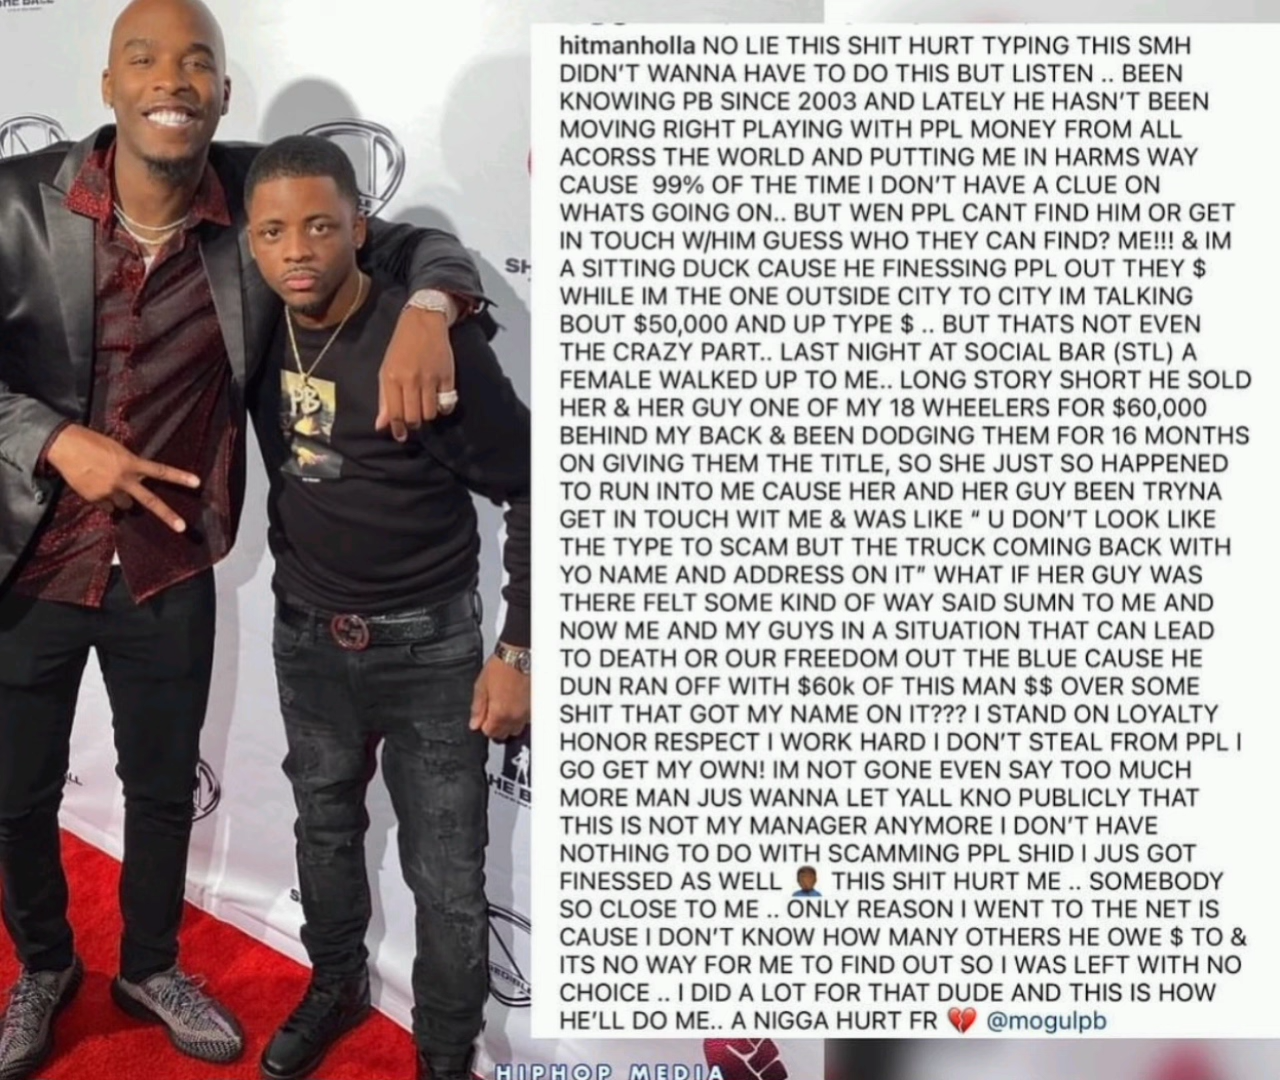 hitmanholla NO LIE THIS SHIT HURT TYPING THIS SMH
DIDN'T WANNA HAVE TO DO THIS BUT LISTEN .. BEEN
KNOWING PB SINCE 2003 AND LATELY HE HASN'T BEEN
MOVING RIGHT PLAYING WITH PPL MONEY FROM ALL
ACORSS THE WORLD AND PUTTING ME IN HARMS WAY
CAUSE 99% OF THE TIME I DON'T HAVE A CLUE ON
WHATS GOING ON.. BUT WEN PPL CANT FIND HIM OR GET
IN TOUCH W/HIM GUESS WHO THEY CAN FIND? ME!!! & IM
A SITTING DUCK CAUSE HE FINESSING PPL OUT THEY $
WHILE IM THE ONE OUTSIDE CITY TO CITY IM TALKING
BOUT $50,000 AND UP TYPE $ .. BUT THATS NOT EVEN
THE CRAZY PART.. LAST NIGHT AT SOCIAL BAR (STL) A
FEMALE WALKED UP TO ME.. LONG STORY SHORT HE SOLD
HER & HER GUY ONE OF MY 18 WHEELERS FOR $60,000
BEHIND MY BACK & BEEN DODGING THEM FOR 16 MONTHS
ON GIVING THEM THE TITLE, SO SHE JUST SO HAPPENED
TO RUN INTO ME CAUSE HER AND HER GUY BEEN TRYNA
GET IN TOUCH WIT ME & WAS LIKE " U DON'T LOOK LIKE
THE TYPE TO SCAM BUT THE TRUCK COMING BACK WITH
YO NAME AND ADDRESS ON IT" WHAT IF HER GUY WAS
THERE FELT SOME KIND OF WAY SAID SUMN TO ME AND
NOW ME AND MY GUYS IN A SITUATION THAT CAN LEAD
TO DEATH OR OUR FREEDOM OUT THE BLUE CAUSE HE
DUN RAN OFF WITH $60k OF THIS MAN $$ OVER SOME
SHIT THAT GOT MY NAME ON IT??? I STAND ON LOYALTY
HONOR RESPECT I WORK HARD I DON'T STEAL FROM PPL I
GO GET MY OWN! IM NOT GONE EVEN SAY TOO MUCH
MORE MAN JUS WANNA LET YALL KNO PUBLICLY THAT
THIS IS NOT MY MANAGER ANYMORE I DON'T HAVE
NOTHING TO DO WITH SCAMMING PPL SHID I JUS GOT
FINESSED AS WELL 🤦🏾‍♂️ THIS SHIT HURT ME .. SOMEBODY
SO CLOSE TO ME .. ONLY REASON I WENT TO THE NET IS
CAUSE I DON'T KNOW HOW MANY OTHERS HE OWE $ TO &
ITS NO WAY FOR ME TO FIND OUT SO I WAS LEFT WITH NO
CHOICE .. I DID A LOT FOR THAT DUDE AND THIS IS HOW
HE'LL DO ME.. A NIGGA HURT FR 💔 @mogulpb
PB
SH
HE B
HIPHOP MEDIA